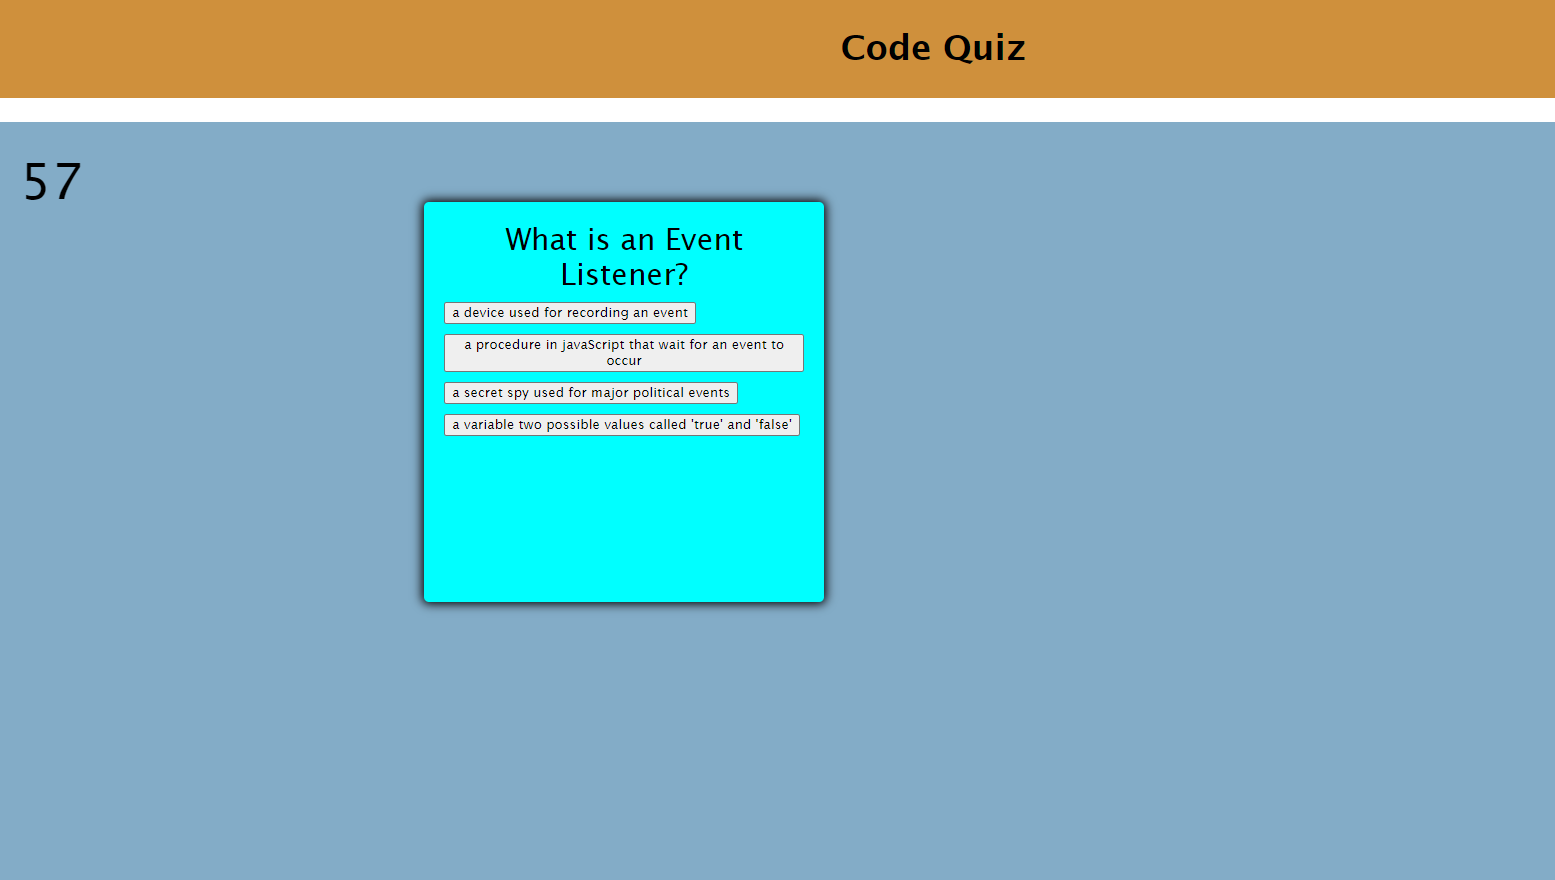 Code Quiz
57
What is an Event
Listener?
a device used for recording an event
a procedure in javaScript that wait for an event to
occur
a secret spy used for major political events
a variable two possible values called 'true' and 'false'